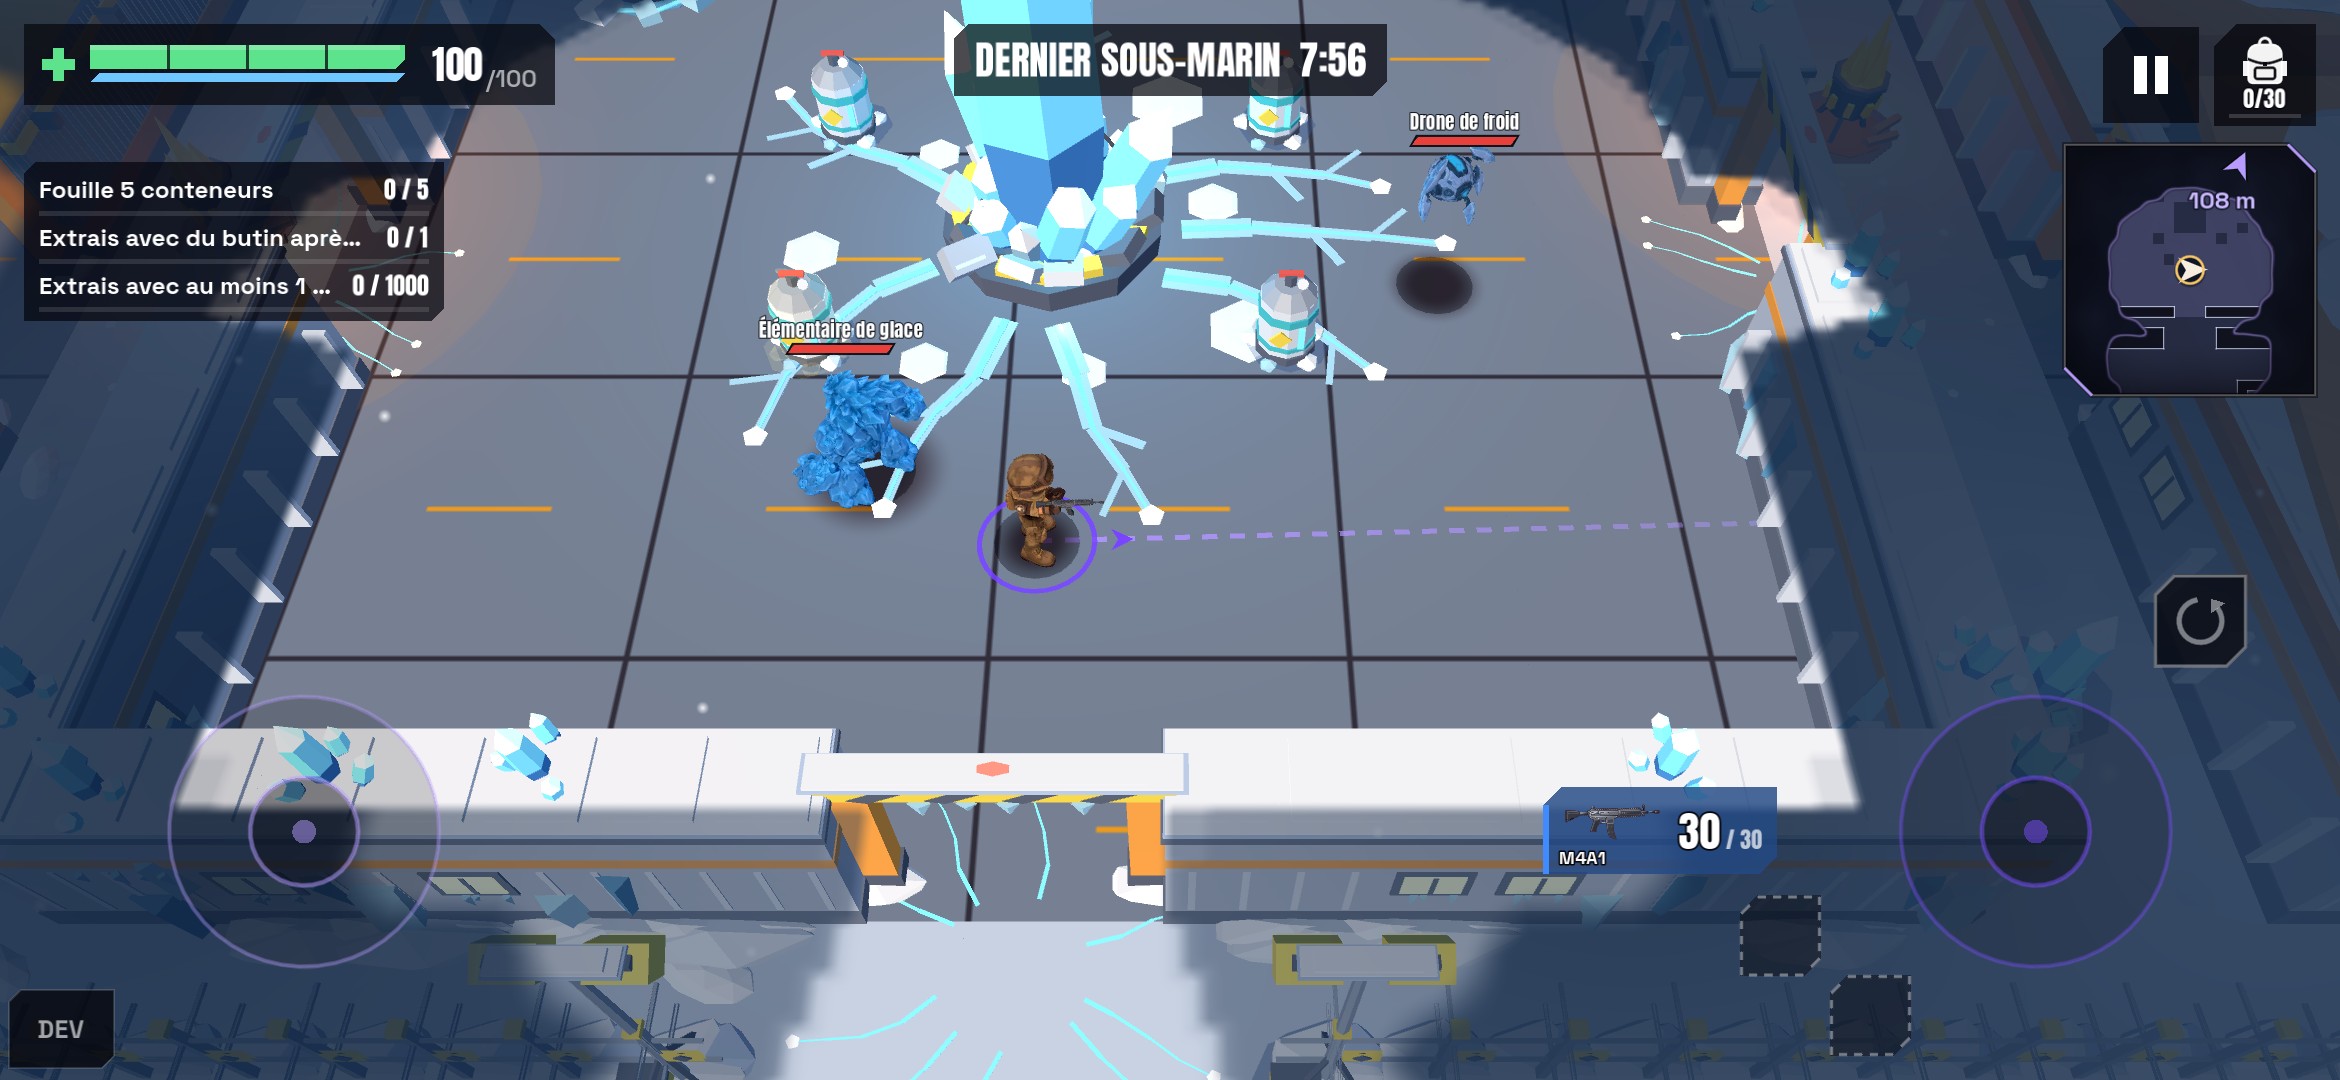 100/100
DERNIER SOUS-MARIN 7:56
0/30
Fouille 5 conteneurs 0 / 5
Extrais avec du butin aprè... 0 / 1
Extrais avec au moins 1 ... 0 / 1000
Drone de froid
108 m
Élémentaire de glace
M4A1 30 / 30
DEV